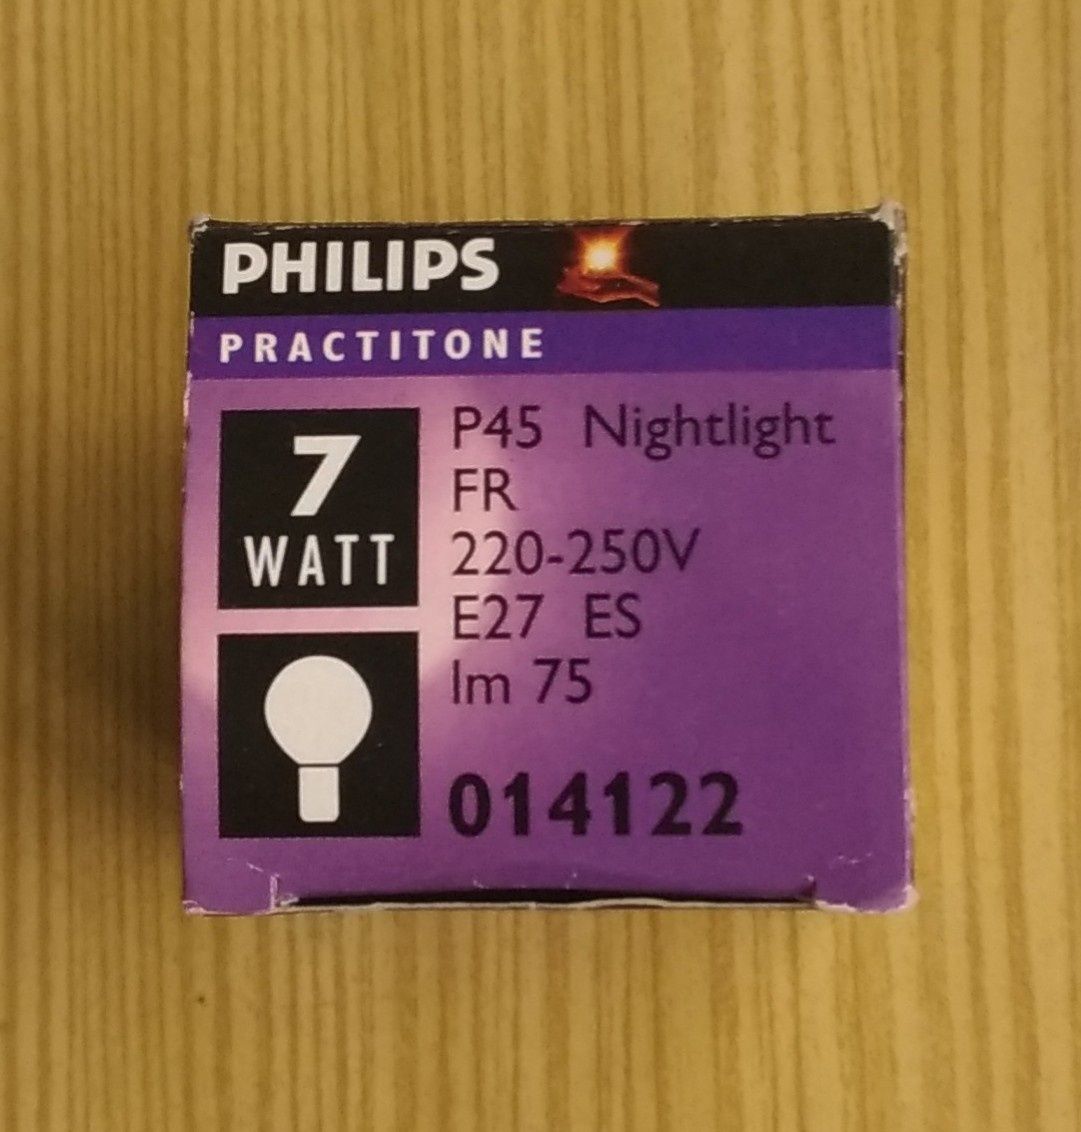 PHILIPS
PRACTITONE
7
WATT
P45 Nightlight
FR
220-250V
E27 ES
lm 75
014122